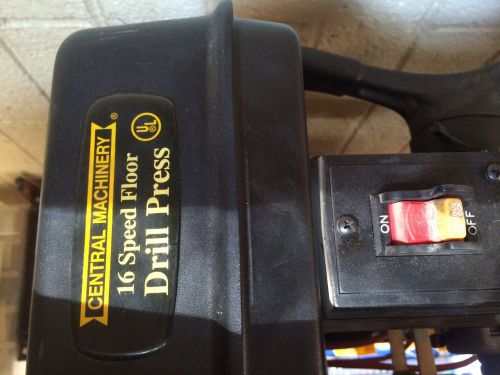 CENTRAL MACHINERY ®
16 Speed Floor
Drill Press
UL
ON
OFF